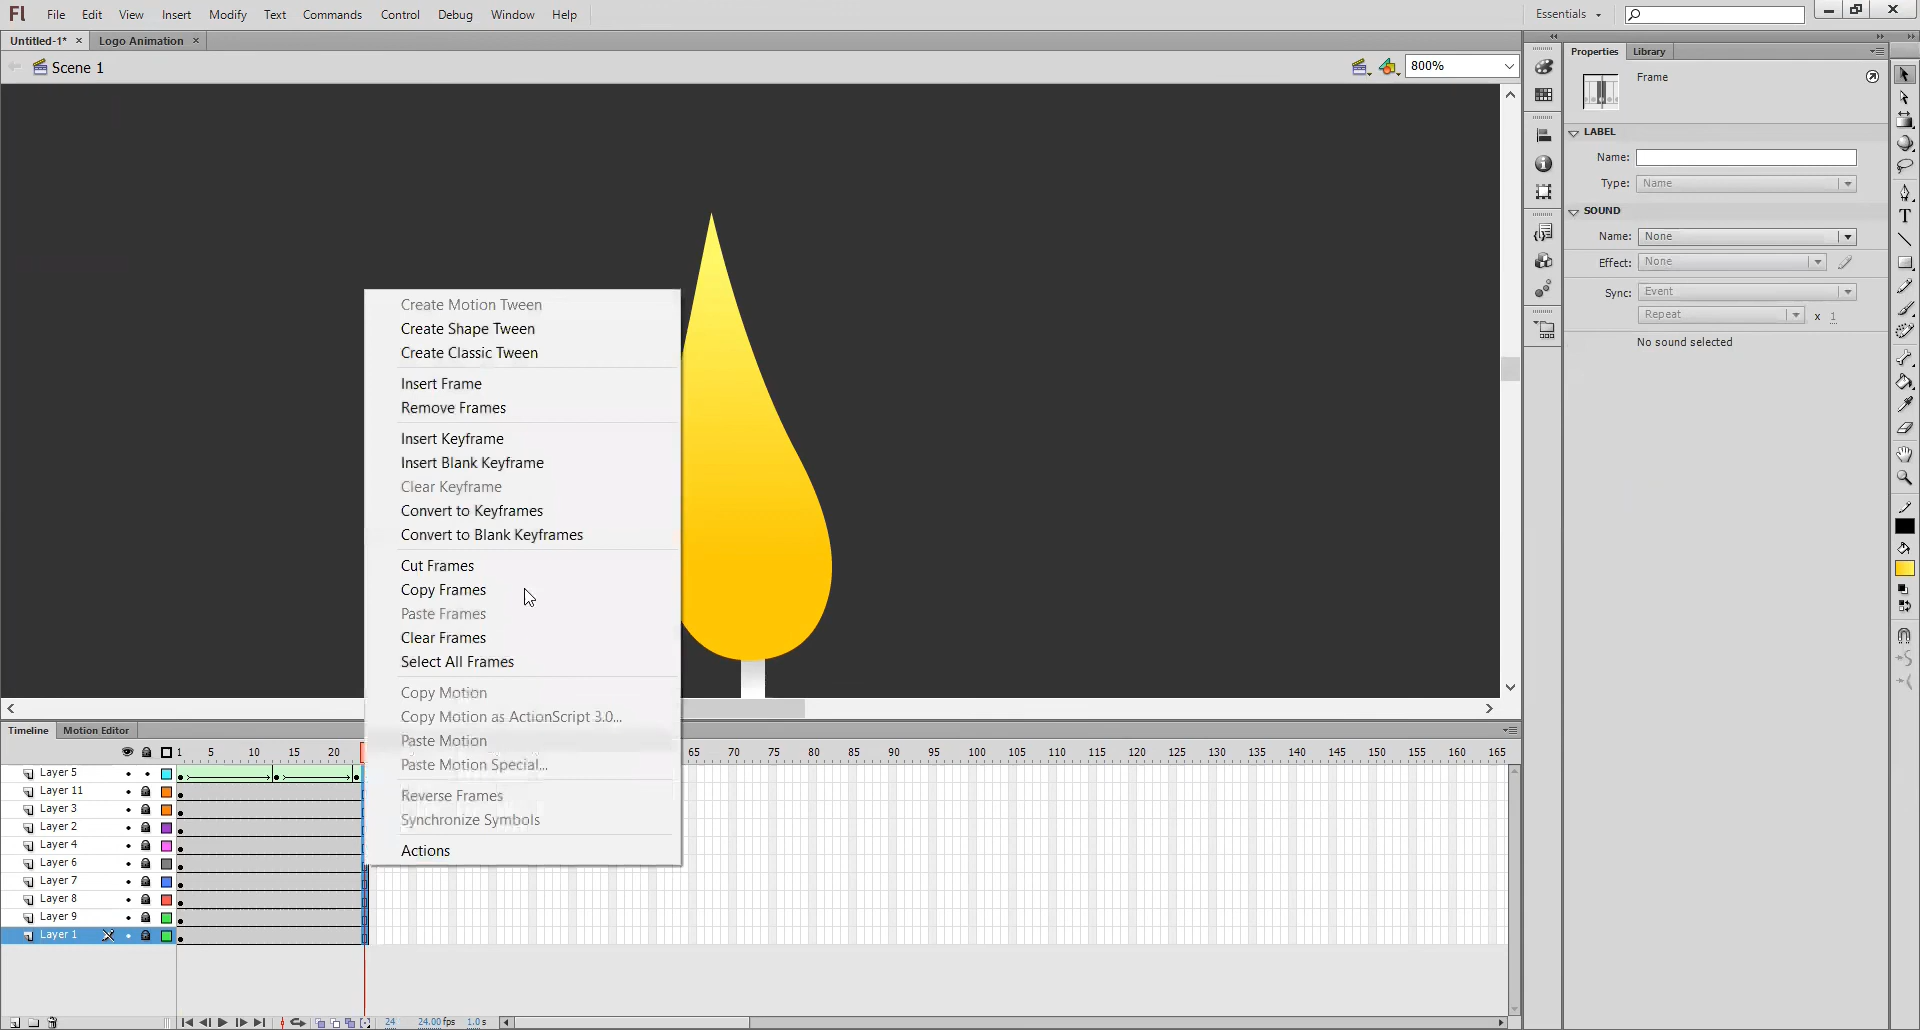 Fl File Edit View Insert Modify Text Commands Control Debug Window Help Essentials
Untitled-1* × Logo Animation ×
Scene 1 800%
Properties Library
Frame
LABEL
Name:
Type: Name
SOUND
Name: None
Effect: None
Sync: Event
Repeat x 1
No sound selected
Create Motion Tween
Create Shape Tween
Create Classic Tween
Insert Frame
Remove Frames
Insert Keyframe
Insert Blank Keyframe
Clear Keyframe
Convert to Keyframes
Convert to Blank Keyframes
Cut Frames
Copy Frames
Paste Frames
Clear Frames
Select All Frames
Copy Motion
Copy Motion as ActionScript 3.0...
Paste Motion
Paste Motion Special...
Reverse Frames
Synchronize Symbols
Actions
Timeline Motion Editor
1 5 10 15 20 65 70 75 80 85 90 95 100 105 110 115 120 125 130 135 140 145 150 155 160 165
Layer 5
Layer 11
Layer 3
Layer 2
Layer 4
Layer 6
Layer 7
Layer 8
Layer 9
Layer 1
24 24.00 fps 1.0 s